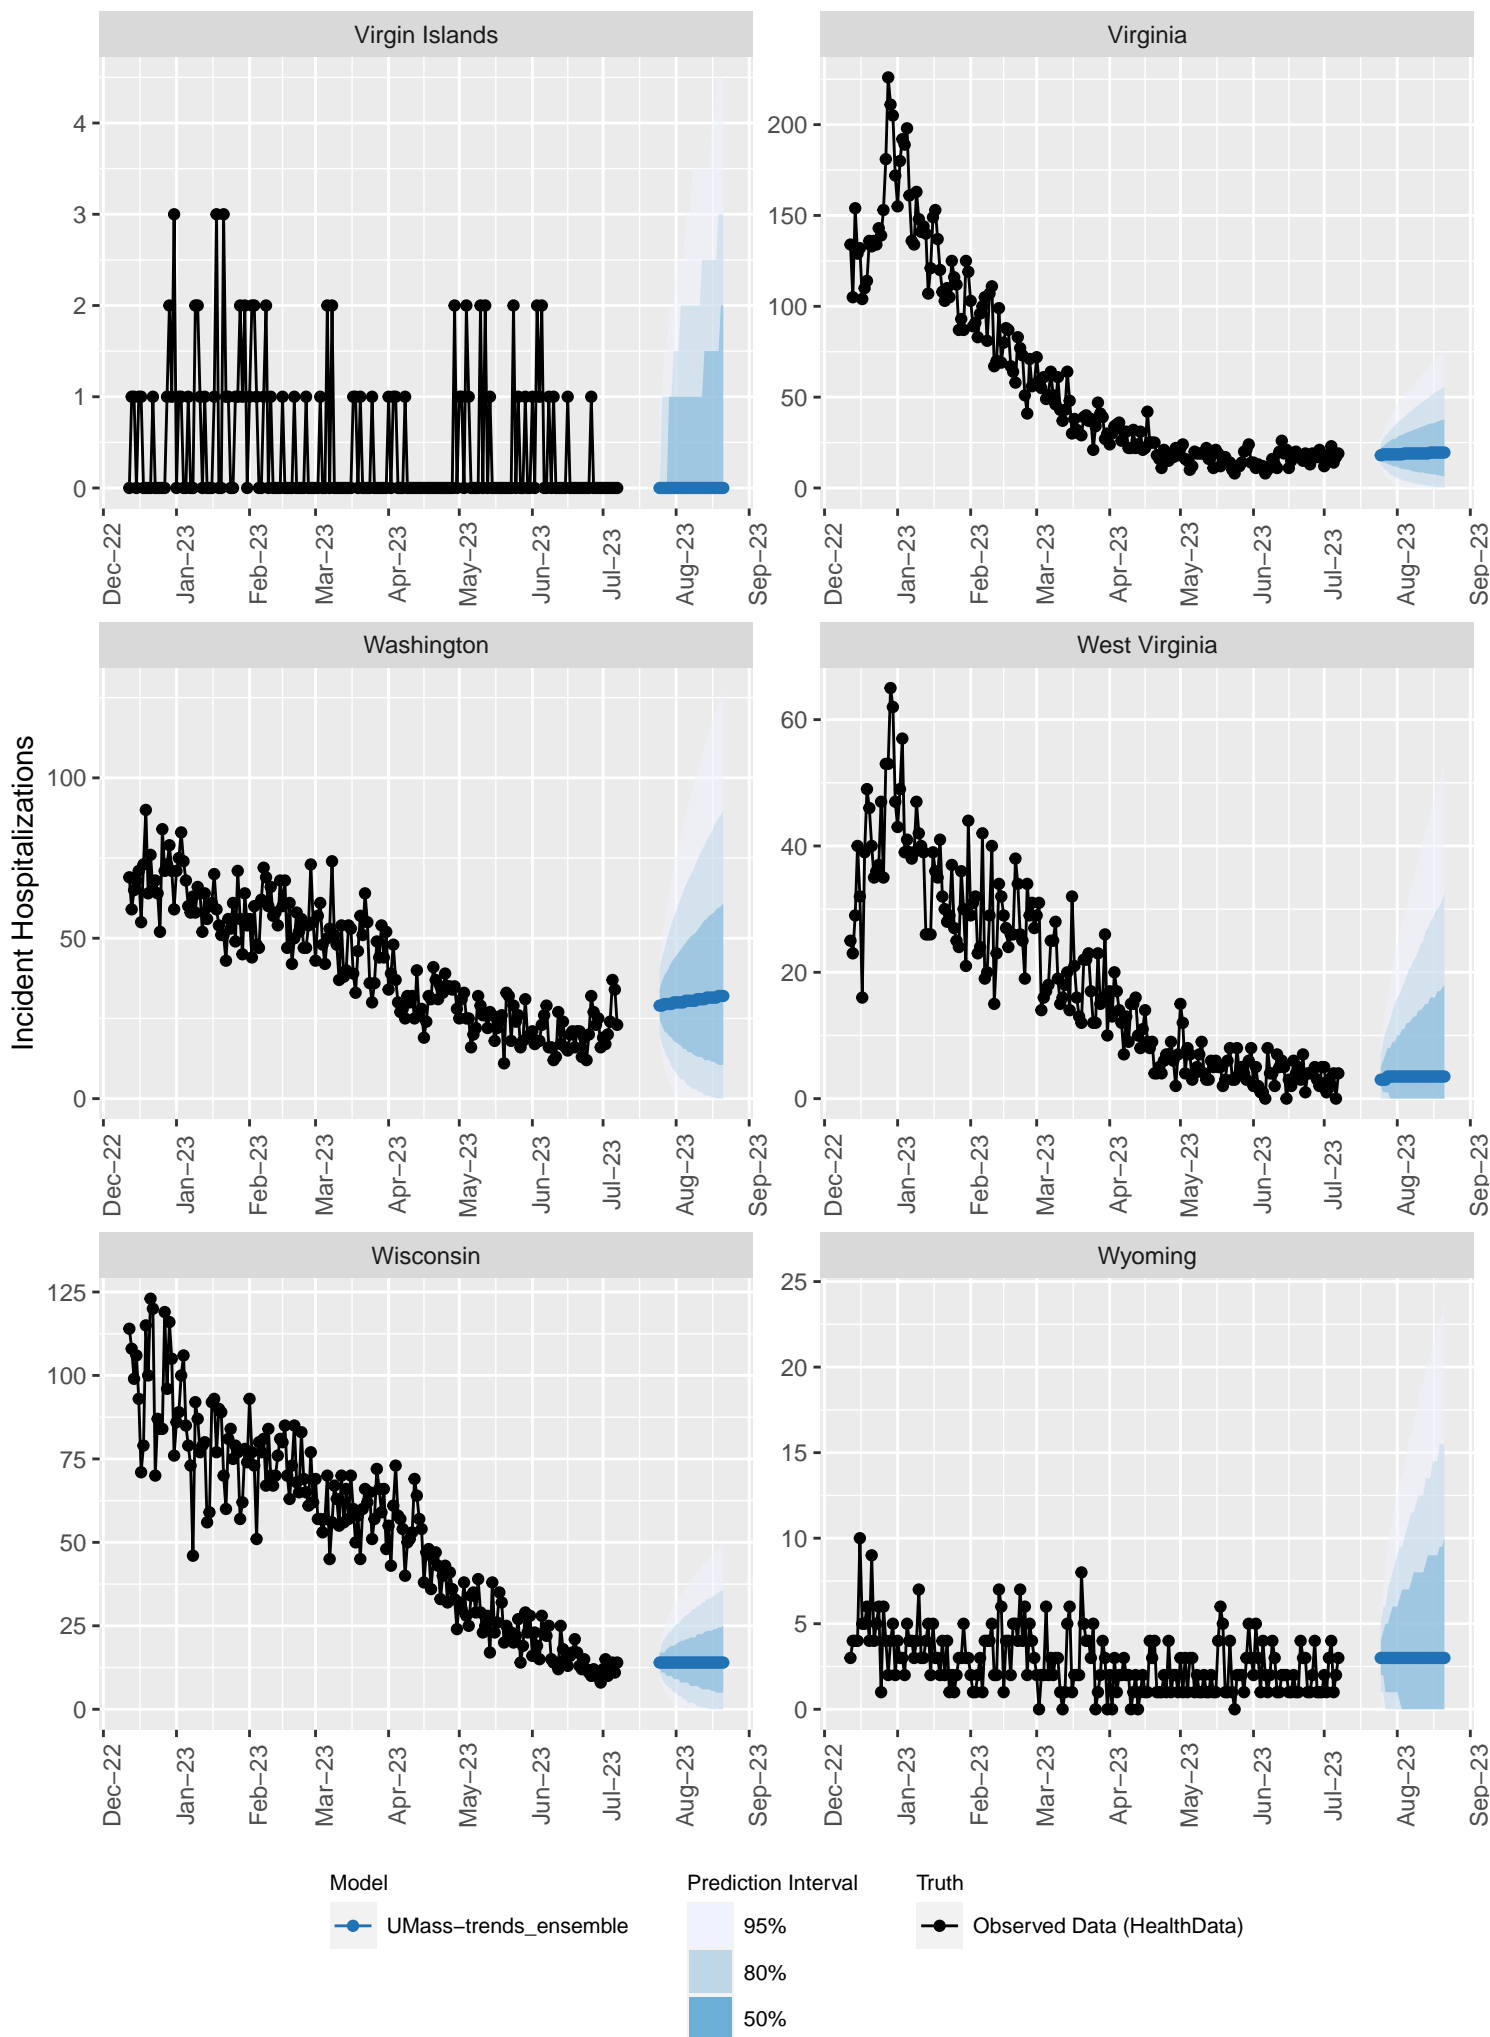 Virgin Islands
Virginia
4
3
2
1
0
200
150
100
50
0
Dec−22
Jan−23
Feb−23
Mar−23
Apr−23
May−23
Jun−23
Jul−23
Aug−23
Sep−23
Dec−22
Jan−23
Feb−23
Mar−23
Apr−23
May−23
Jun−23
Jul−23
Aug−23
Sep−23
Incident Hospitalizations
Washington
West Virginia
100
50
0
60
40
20
0
Dec−22
Jan−23
Feb−23
Mar−23
Apr−23
May−23
Jun−23
Jul−23
Aug−23
Sep−23
Dec−22
Jan−23
Feb−23
Mar−23
Apr−23
May−23
Jun−23
Jul−23
Aug−23
Sep−23
Wisconsin
Wyoming
125
100
75
50
25
0
25
20
15
10
5
0
Dec−22
Jan−23
Feb−23
Mar−23
Apr−23
May−23
Jun−23
Jul−23
Aug−23
Sep−23
Dec−22
Jan−23
Feb−23
Mar−23
Apr−23
May−23
Jun−23
Jul−23
Aug−23
Sep−23
Model
UMass−trends_ensemble
Prediction Interval
95%
80%
50%
Truth
Observed Data (HealthData)